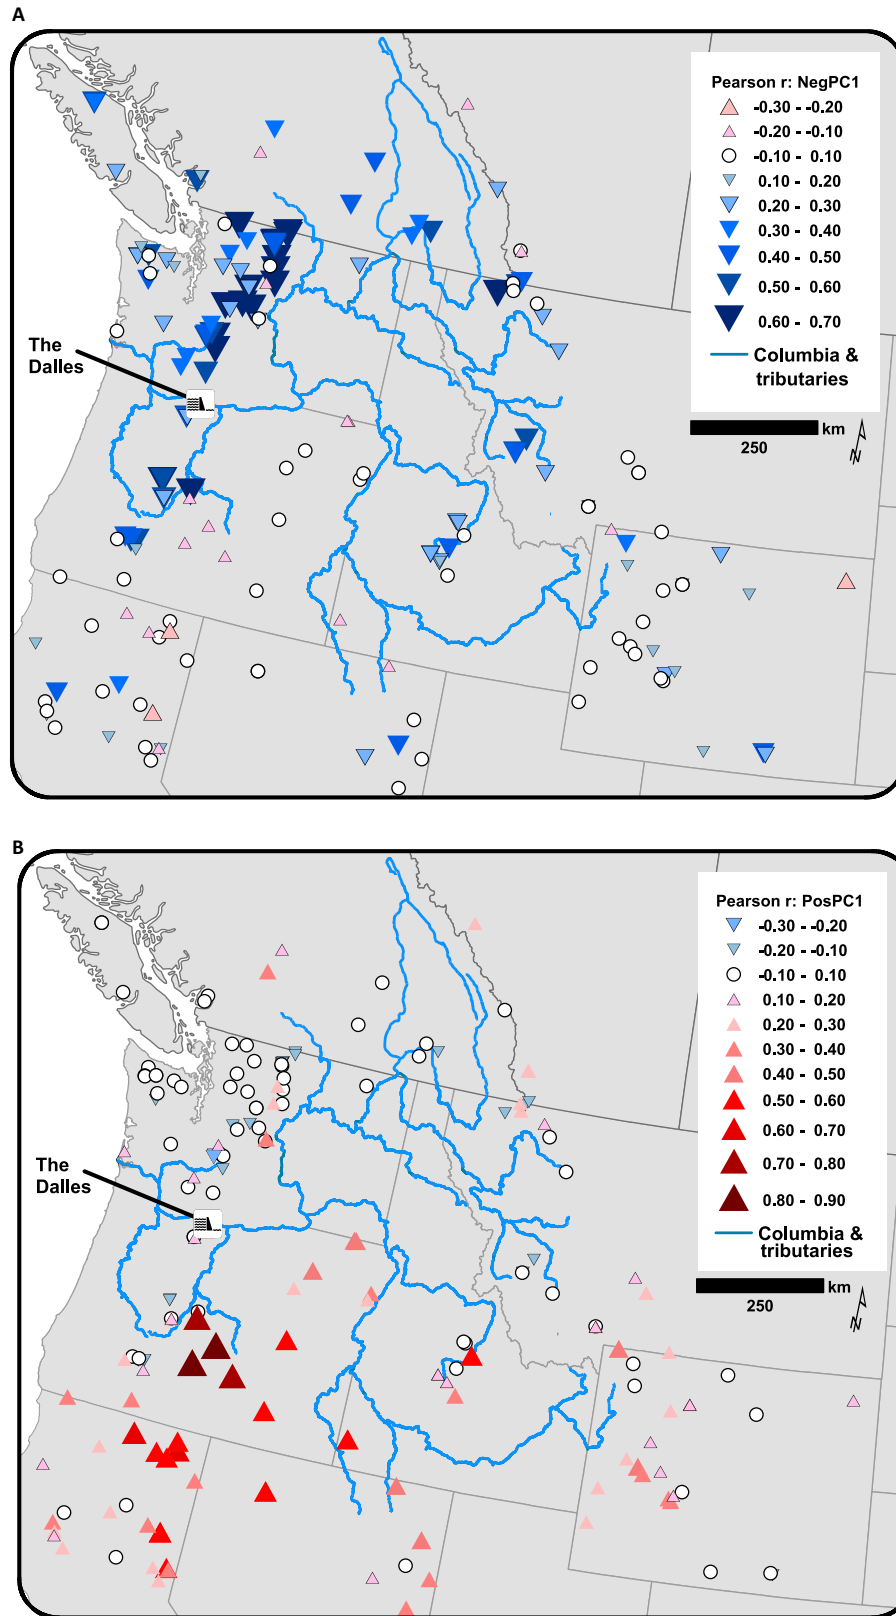 A
Pearson r: NegPC1
-0.30 - -0.20
-0.20 - -0.10
-0.10 - 0.10
0.10 - 0.20
0.20 - 0.30
0.30 - 0.40
0.40 - 0.50
0.50 - 0.60
0.60 - 0.70
Columbia &
tributaries
km
250
N
The
Dalles
B
Pearson r: PosPC1
-0.30 - -0.20
-0.20 - -0.10
-0.10 - 0.10
0.10 - 0.20
0.20 - 0.30
0.30 - 0.40
0.40 - 0.50
0.50 - 0.60
0.60 - 0.70
0.70 - 0.80
0.80 - 0.90
Columbia &
tributaries
km
250
N
The
Dalles